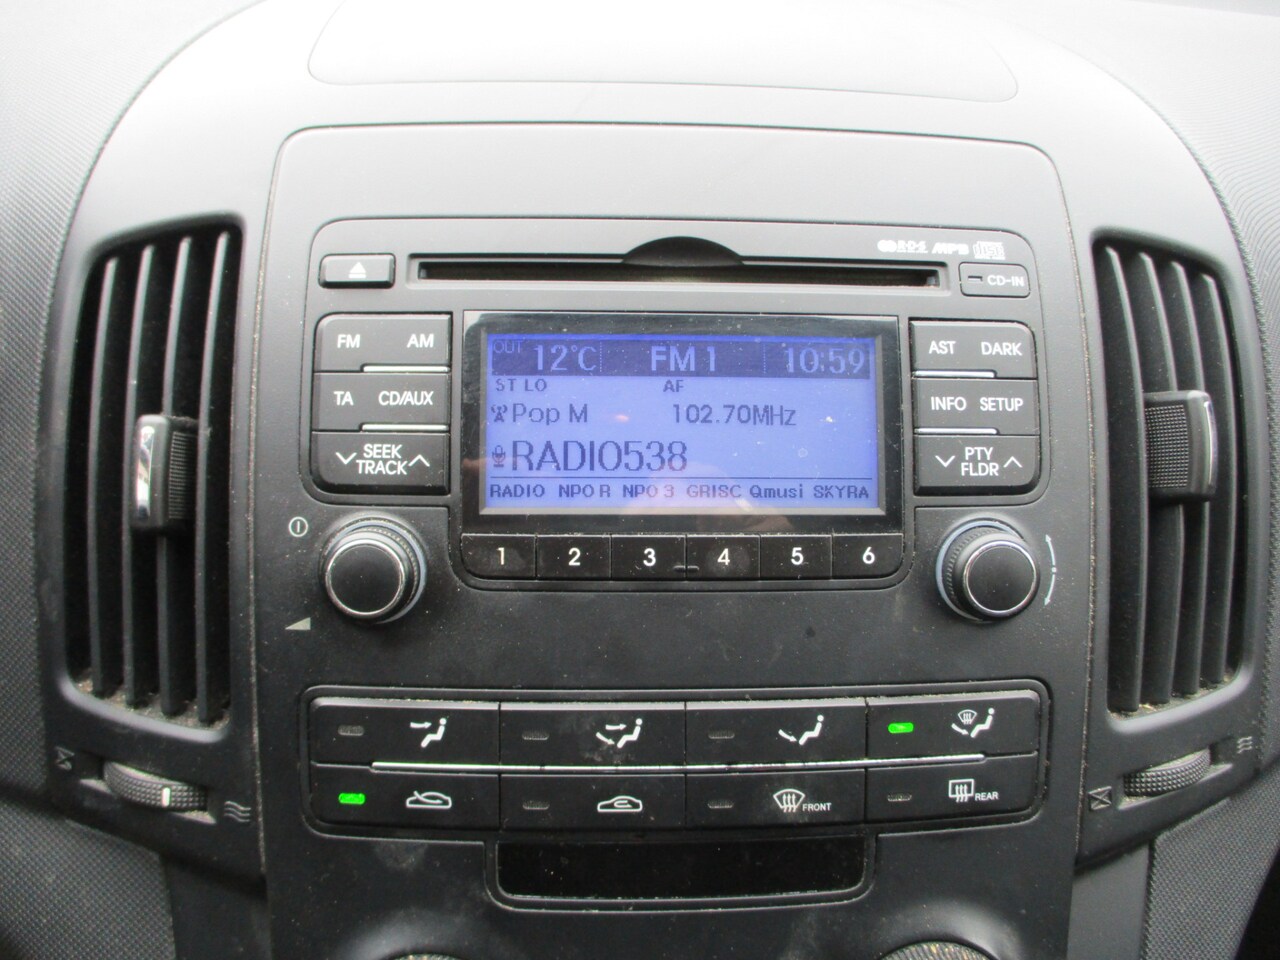 RDS MP3
CD-IN
FM AM
TA CD/AUX
SEEK
TRACK
OUT 12°C FM 1 10:59
ST LO AF
Pop M 102.70MHz
RADIO538
RADIO NPO R NPO 3 GRISC Qmusi SKYRA
AST DARK
INFO SETUP
PTY
FLDR
1 2 3 4 5 6
FRONT
REAR